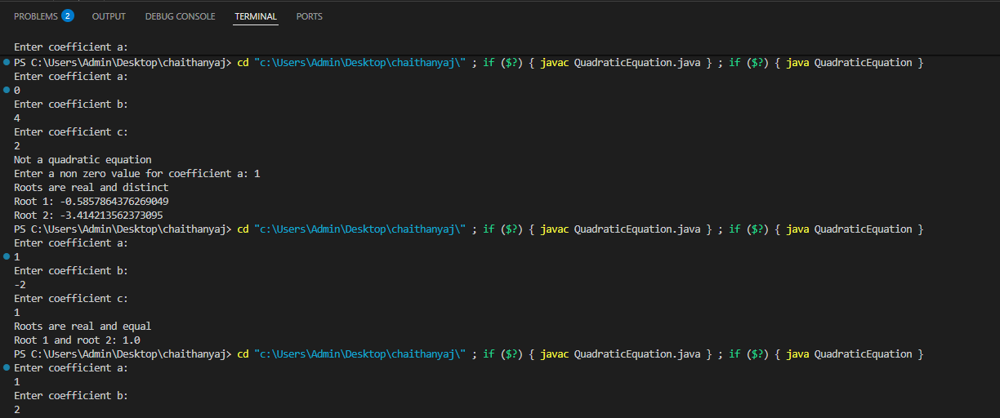 PROBLEMS 2 OUTPUT DEBUG CONSOLE TERMINAL PORTS
Enter coefficient a:
PS C:\Users\Admin\Desktop\chaithanyaj> cd "c:\Users\Admin\Desktop\chaithanyaj\" ; if ($?) { javac QuadraticEquation.java } ; if ($?) { java QuadraticEquation }
Enter coefficient a:
0
Enter coefficient b:
4
Enter coefficient c:
2
Not a quadratic equation
Enter a non zero value for coefficient a: 1
Roots are real and distinct
Root 1: -0.5857864376269049
Root 2: -3.414213562373095
PS C:\Users\Admin\Desktop\chaithanyaj> cd "c:\Users\Admin\Desktop\chaithanyaj\" ; if ($?) { javac QuadraticEquation.java } ; if ($?) { java QuadraticEquation }
Enter coefficient a:
1
Enter coefficient b:
-2
Enter coefficient c:
1
Roots are real and equal
Root 1 and root 2: 1.0
PS C:\Users\Admin\Desktop\chaithanyaj> cd "c:\Users\Admin\Desktop\chaithanyaj\" ; if ($?) { javac QuadraticEquation.java } ; if ($?) { java QuadraticEquation }
Enter coefficient a:
1
Enter coefficient b:
2